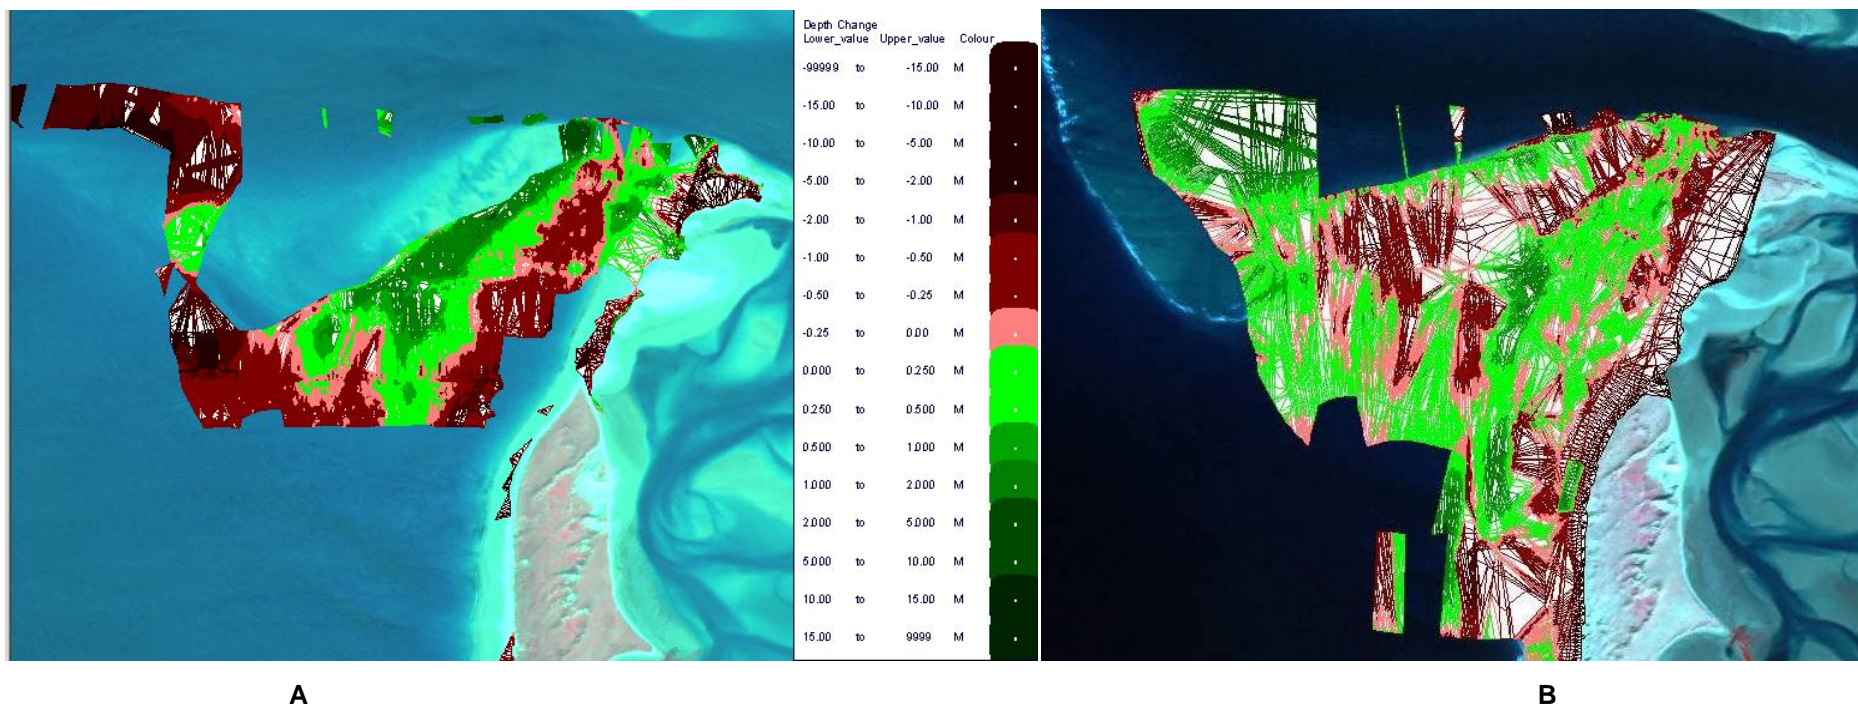 Depth Change
Lower_value Upper_value Colour
-99999 to -15.00 M
-15.00 to -10.00 M
-10.00 to -5.00 M
-5.00 to -2.00 M
-2.00 to -1.00 M
-1.00 to -0.50 M
-0.50 to -0.25 M
-0.25 to 0.00 M
0.000 to 0.250 M
0.250 to 0.500 M
0.500 to 1.000 M
1.000 to 2.000 M
2.000 to 5.000 M
5.000 to 10.00 M
10.00 to 15.00 M
15.00 to 9999 M
A B